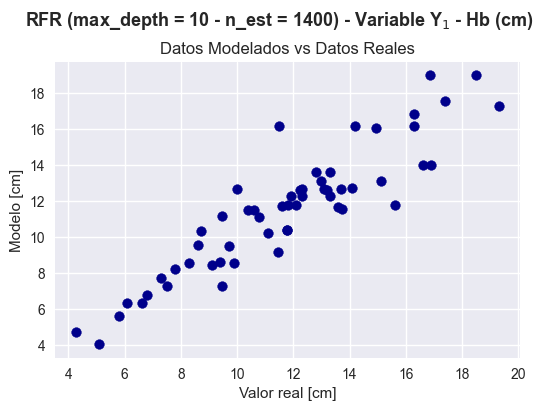 RFR (max_depth = 10 - n_est = 1400) - Variable Y₁ - Hb (cm)
Datos Modelados vs Datos Reales
18
16
14
12
10
8
6
4
Modelo [cm]
4 6 8 10 12 14 16 18 20
Valor real [cm]